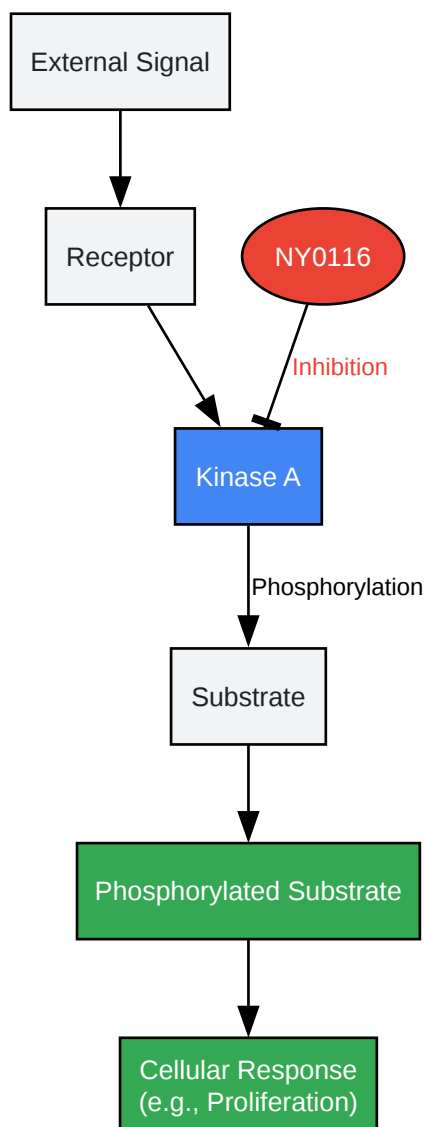 External Signal
Receptor
NY0116
Inhibition
Kinase A
Phosphorylation
Substrate
Phosphorylated Substrate
Cellular Response
(e.g., Proliferation)